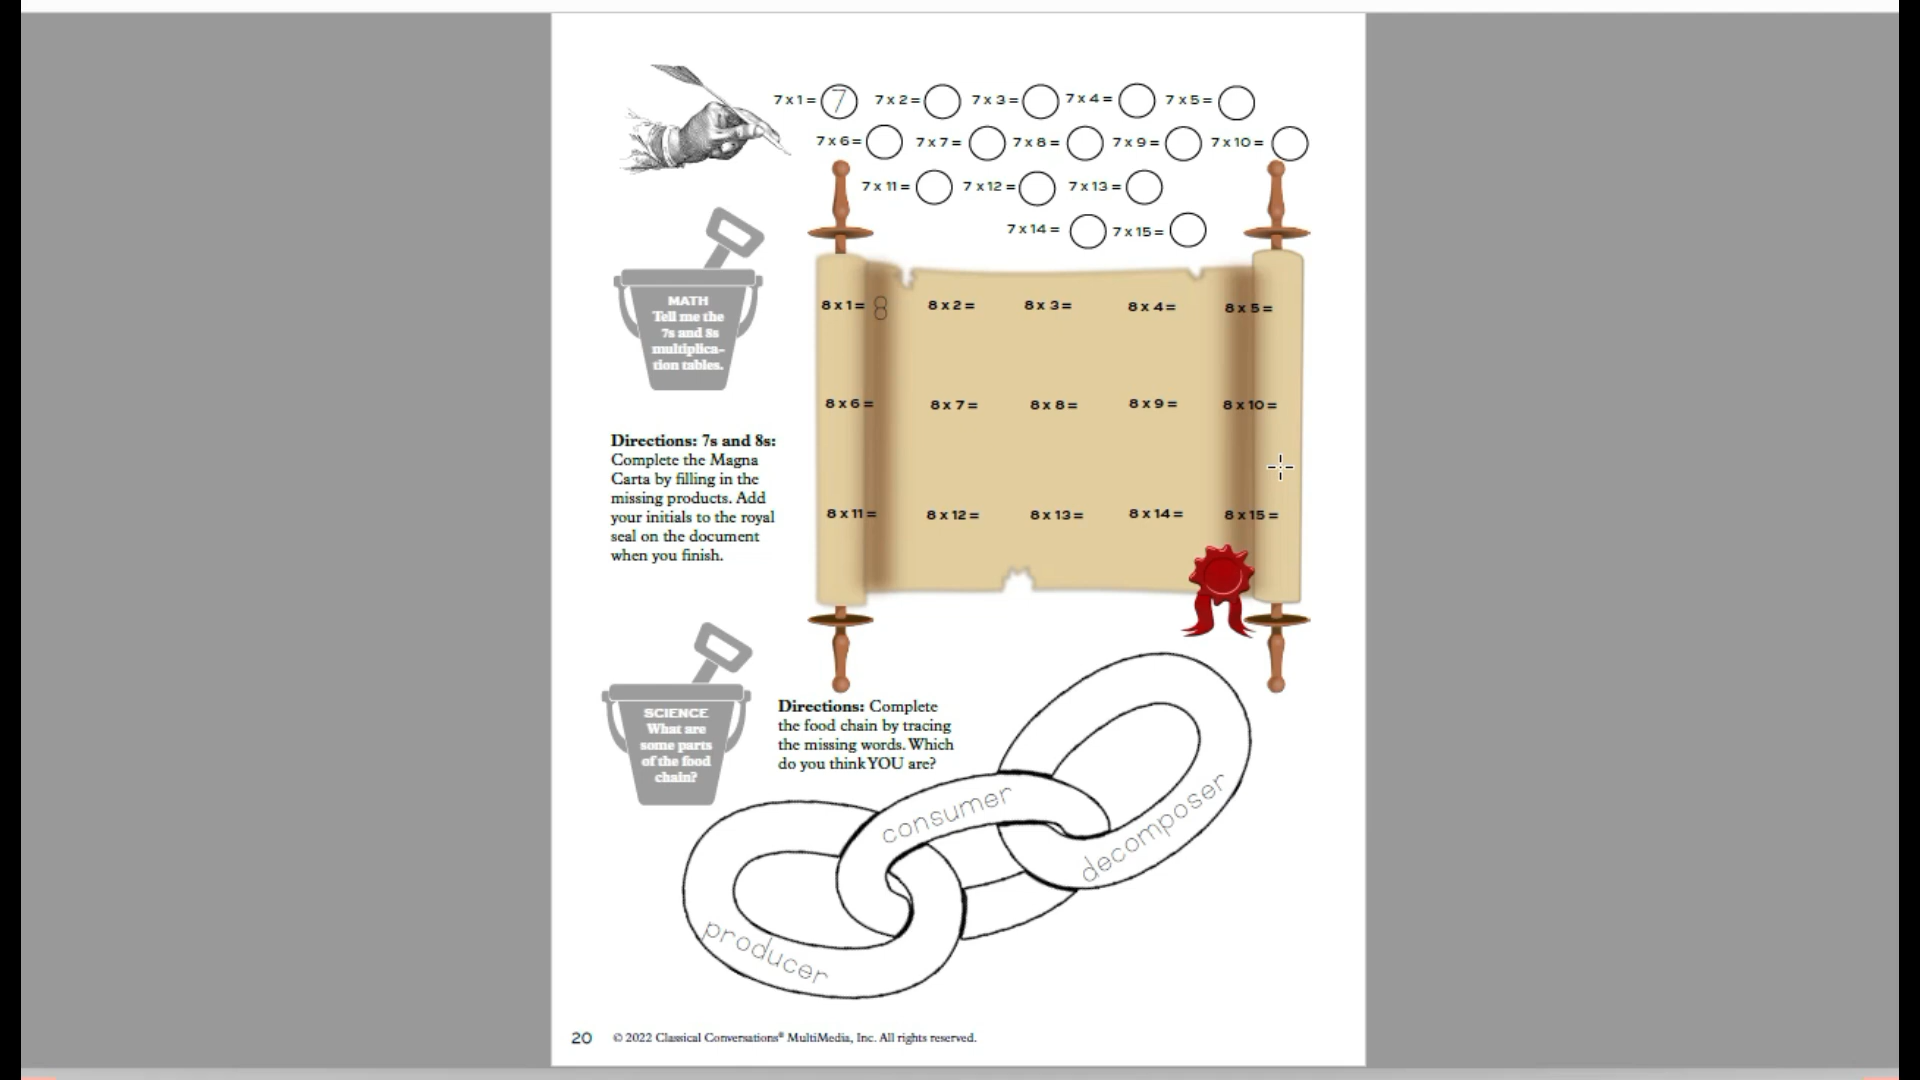 7 x 1 = 7 7 x 2 = 7 x 3 = 7 x 4 = 7 x 5 =
7 x 6 = 7 x 7 = 7 x 8 = 7 x 9 = 7 x 10 =
7 x 11 = 7 x 12 = 7 x 13 =
7 x 14 = 7 x 15 =
MATH
Tell me the
7s and 8s
multiplica-
tion tables.
8 x 1 = 8 8 x 2 = 8 x 3 = 8 x 4 = 8 x 5 =
8 x 6 = 8 x 7 = 8 x 8 = 8 x 9 = 8 x 10 =
8 x 11 = 8 x 12 = 8 x 13 = 8 x 14 = 8 x 15 =
Directions: 7s and 8s:
Complete the Magna
Carta by filling in the
missing products. Add
your initials to the royal
seal on the document
when you finish.
SCIENCE
What are
some parts
of the food
chain?
Directions: Complete
the food chain by tracing
the missing words. Which
do you think YOU are?
consumer
decomposer
producer
20 © 2022 Classical Conversations® MultiMedia, Inc. All rights reserved.